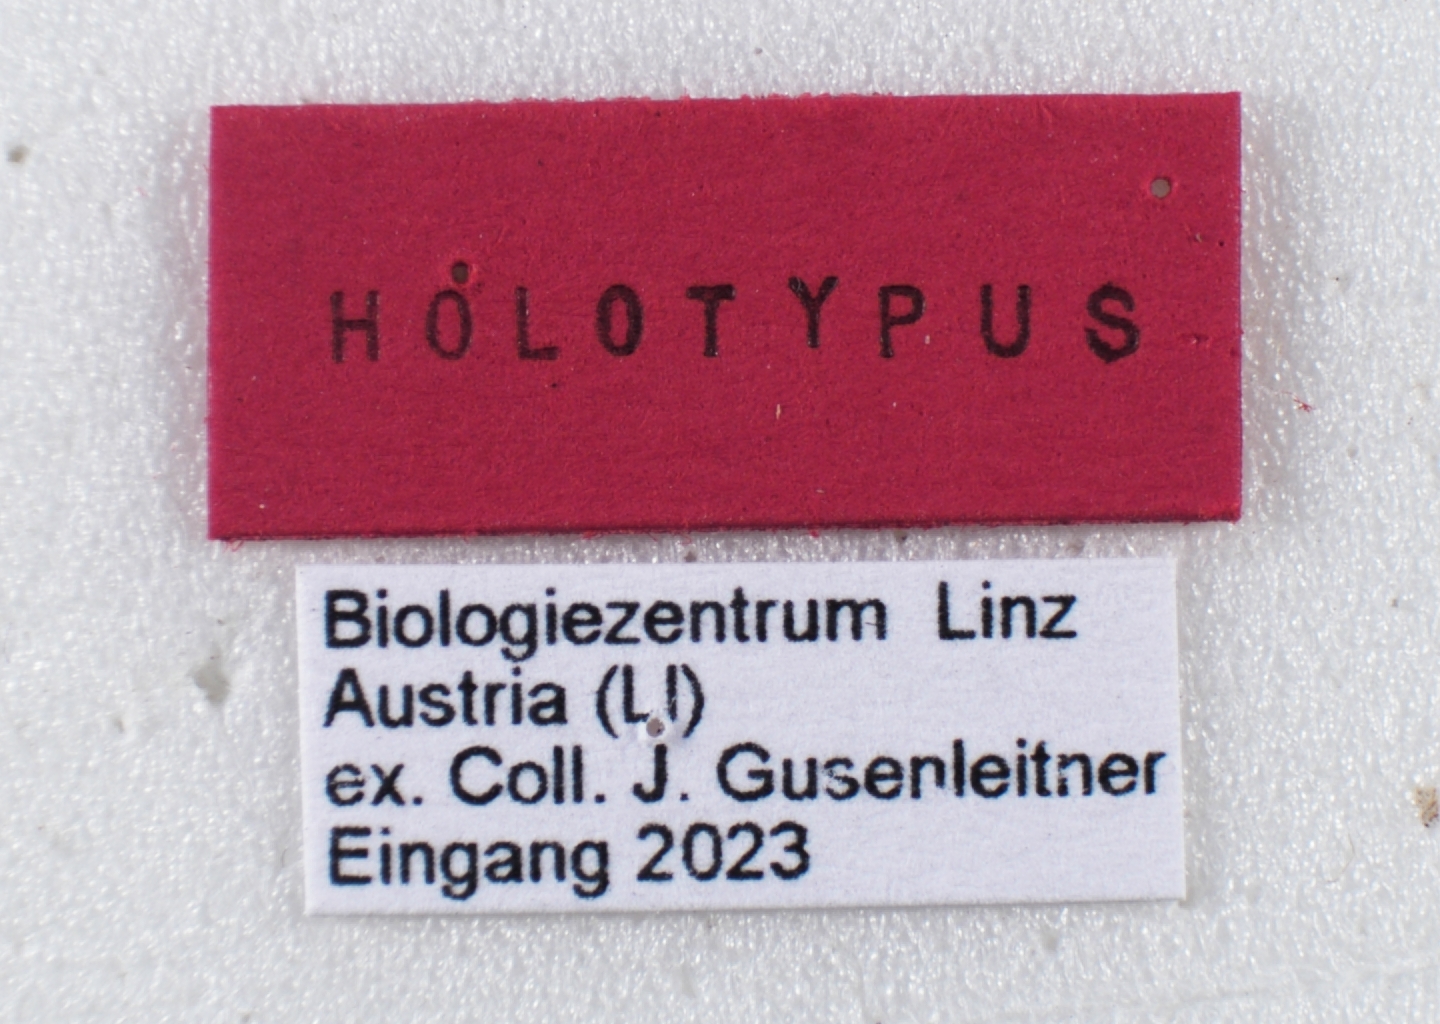 HOLOTYPUS
Biologiezentrum Linz
Austria (LI)
ex. Coll. J. Gusenleitner
Eingang 2023